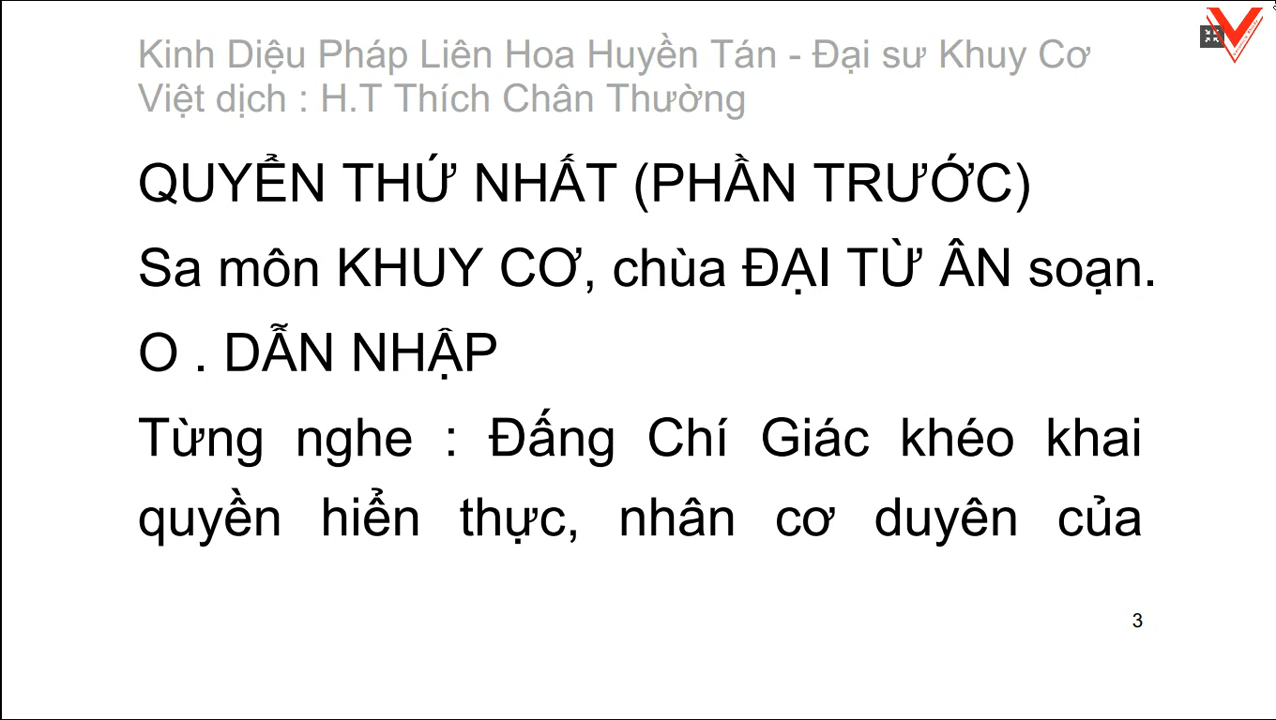 Kinh Diệu Pháp Liên Hoa Huyền Tán - Đại sư Khuy Cơ
Việt dịch : H.T Thích Chân Thường
QUYỂN THỨ NHẤT (PHẦN TRƯỚC)
Sa môn KHUY CƠ, chùa ĐẠI TỪ ÂN soạn.
O . DẪN NHẬP
Từng nghe : Đấng Chí Giác khéo khai
quyền hiển thực, nhân cơ duyên của
3